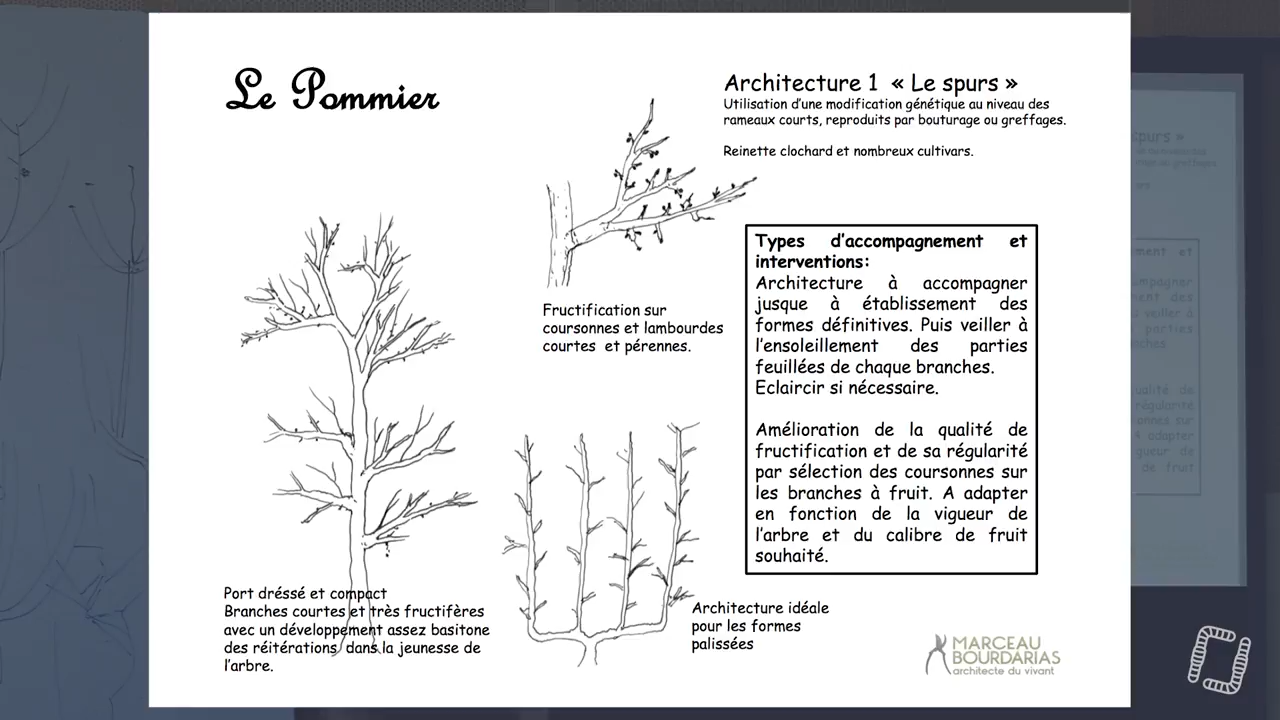 Le Pommier
Architecture 1 « Le spurs »
Utilisation d'une modification génétique au niveau des
rameaux courts, reproduits par bouturage ou greffages.
Reinette clochard et nombreux cultivars.
Fructification sur
coursonnes et lambourdes
courtes et pérennes.
Types d'accompagnement et
interventions:
Architecture à accompagner
jusque à établissement des
formes définitives. Puis veiller à
l'ensoleillement des parties
feuillées de chaque branches.
Eclaircir si nécessaire.
Amélioration de la qualité de
fructification et de sa régularité
par sélection des coursonnes sur
les branches à fruit. A adapter
en fonction de la vigueur de
l'arbre et du calibre de fruit
souhaité.
Port dréssé et compact
Branches courtes et très fructifères
avec un développement assez basitone
des réitérations dans la jeunesse de
l'arbre.
Architecture idéale
pour les formes
palissées
MARCEAU
BOURDARIAS
architecte du vivant